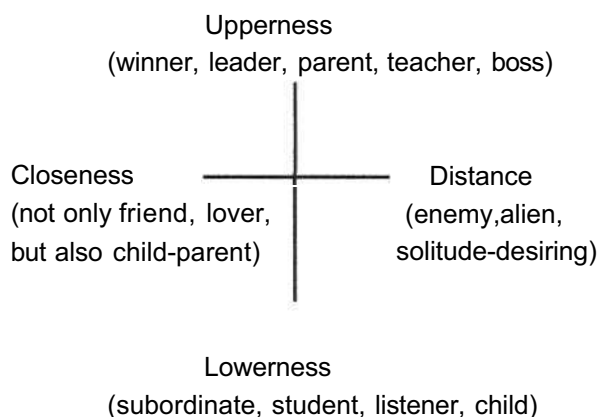 Upperness
(winner, leader, parent, teacher, boss)
Closeness
(not only friend, lover,
but also child-parent)
Distance
(enemy,alien,
solitude-desiring)
Lowerness
(subordinate, student, listener, child)